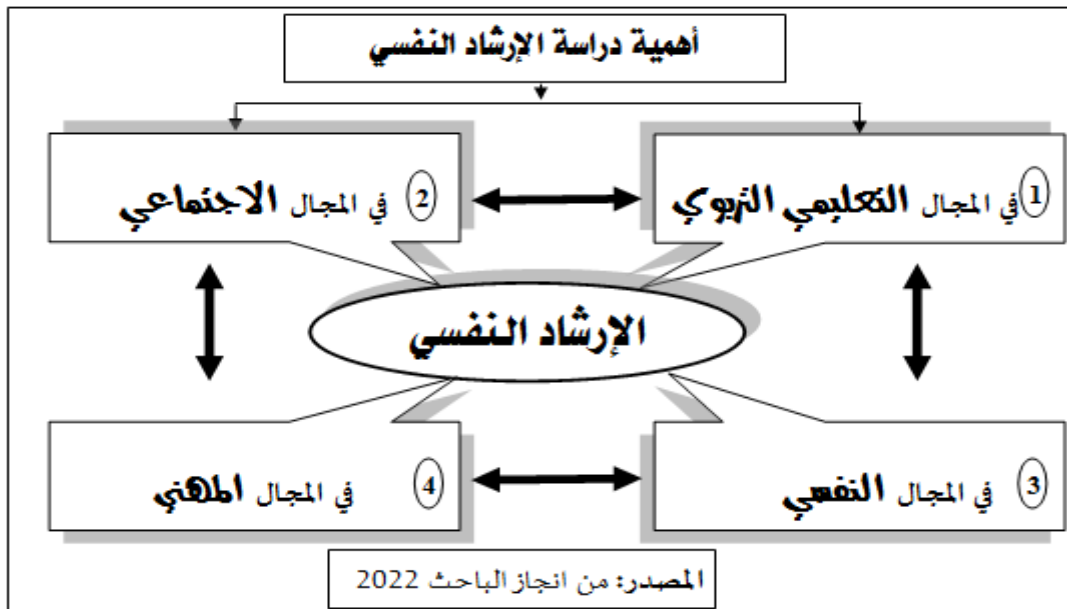 أهمية دراسة الإرشاد النفسي
1 في المجال التعليمي التربوي
2 في المجال الاجتماعي
الإرشاد النفسي
3 في المجال النفسي
4 في المجال المهني
المصدر: من انجاز الباحث 2022